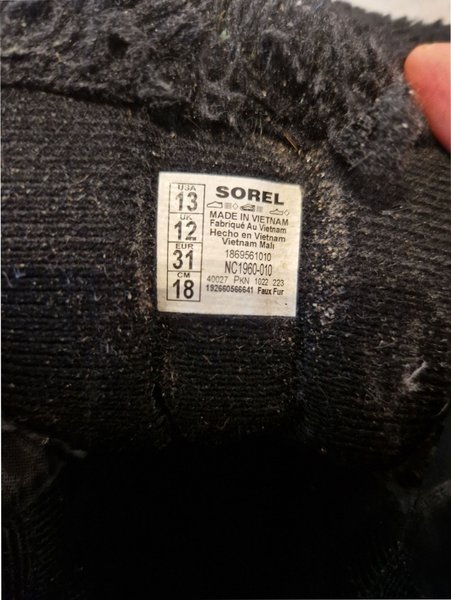 USA
13
UK
12
EUR
31
CM
18
SOREL
MADE IN VIETNAM
Fabriqué Au Vietnam
Hecho en Vietnam
Vietnam Malı
1869561010
NC1960-010
40027 PKN 1022 223
192660566641 Faux Fur